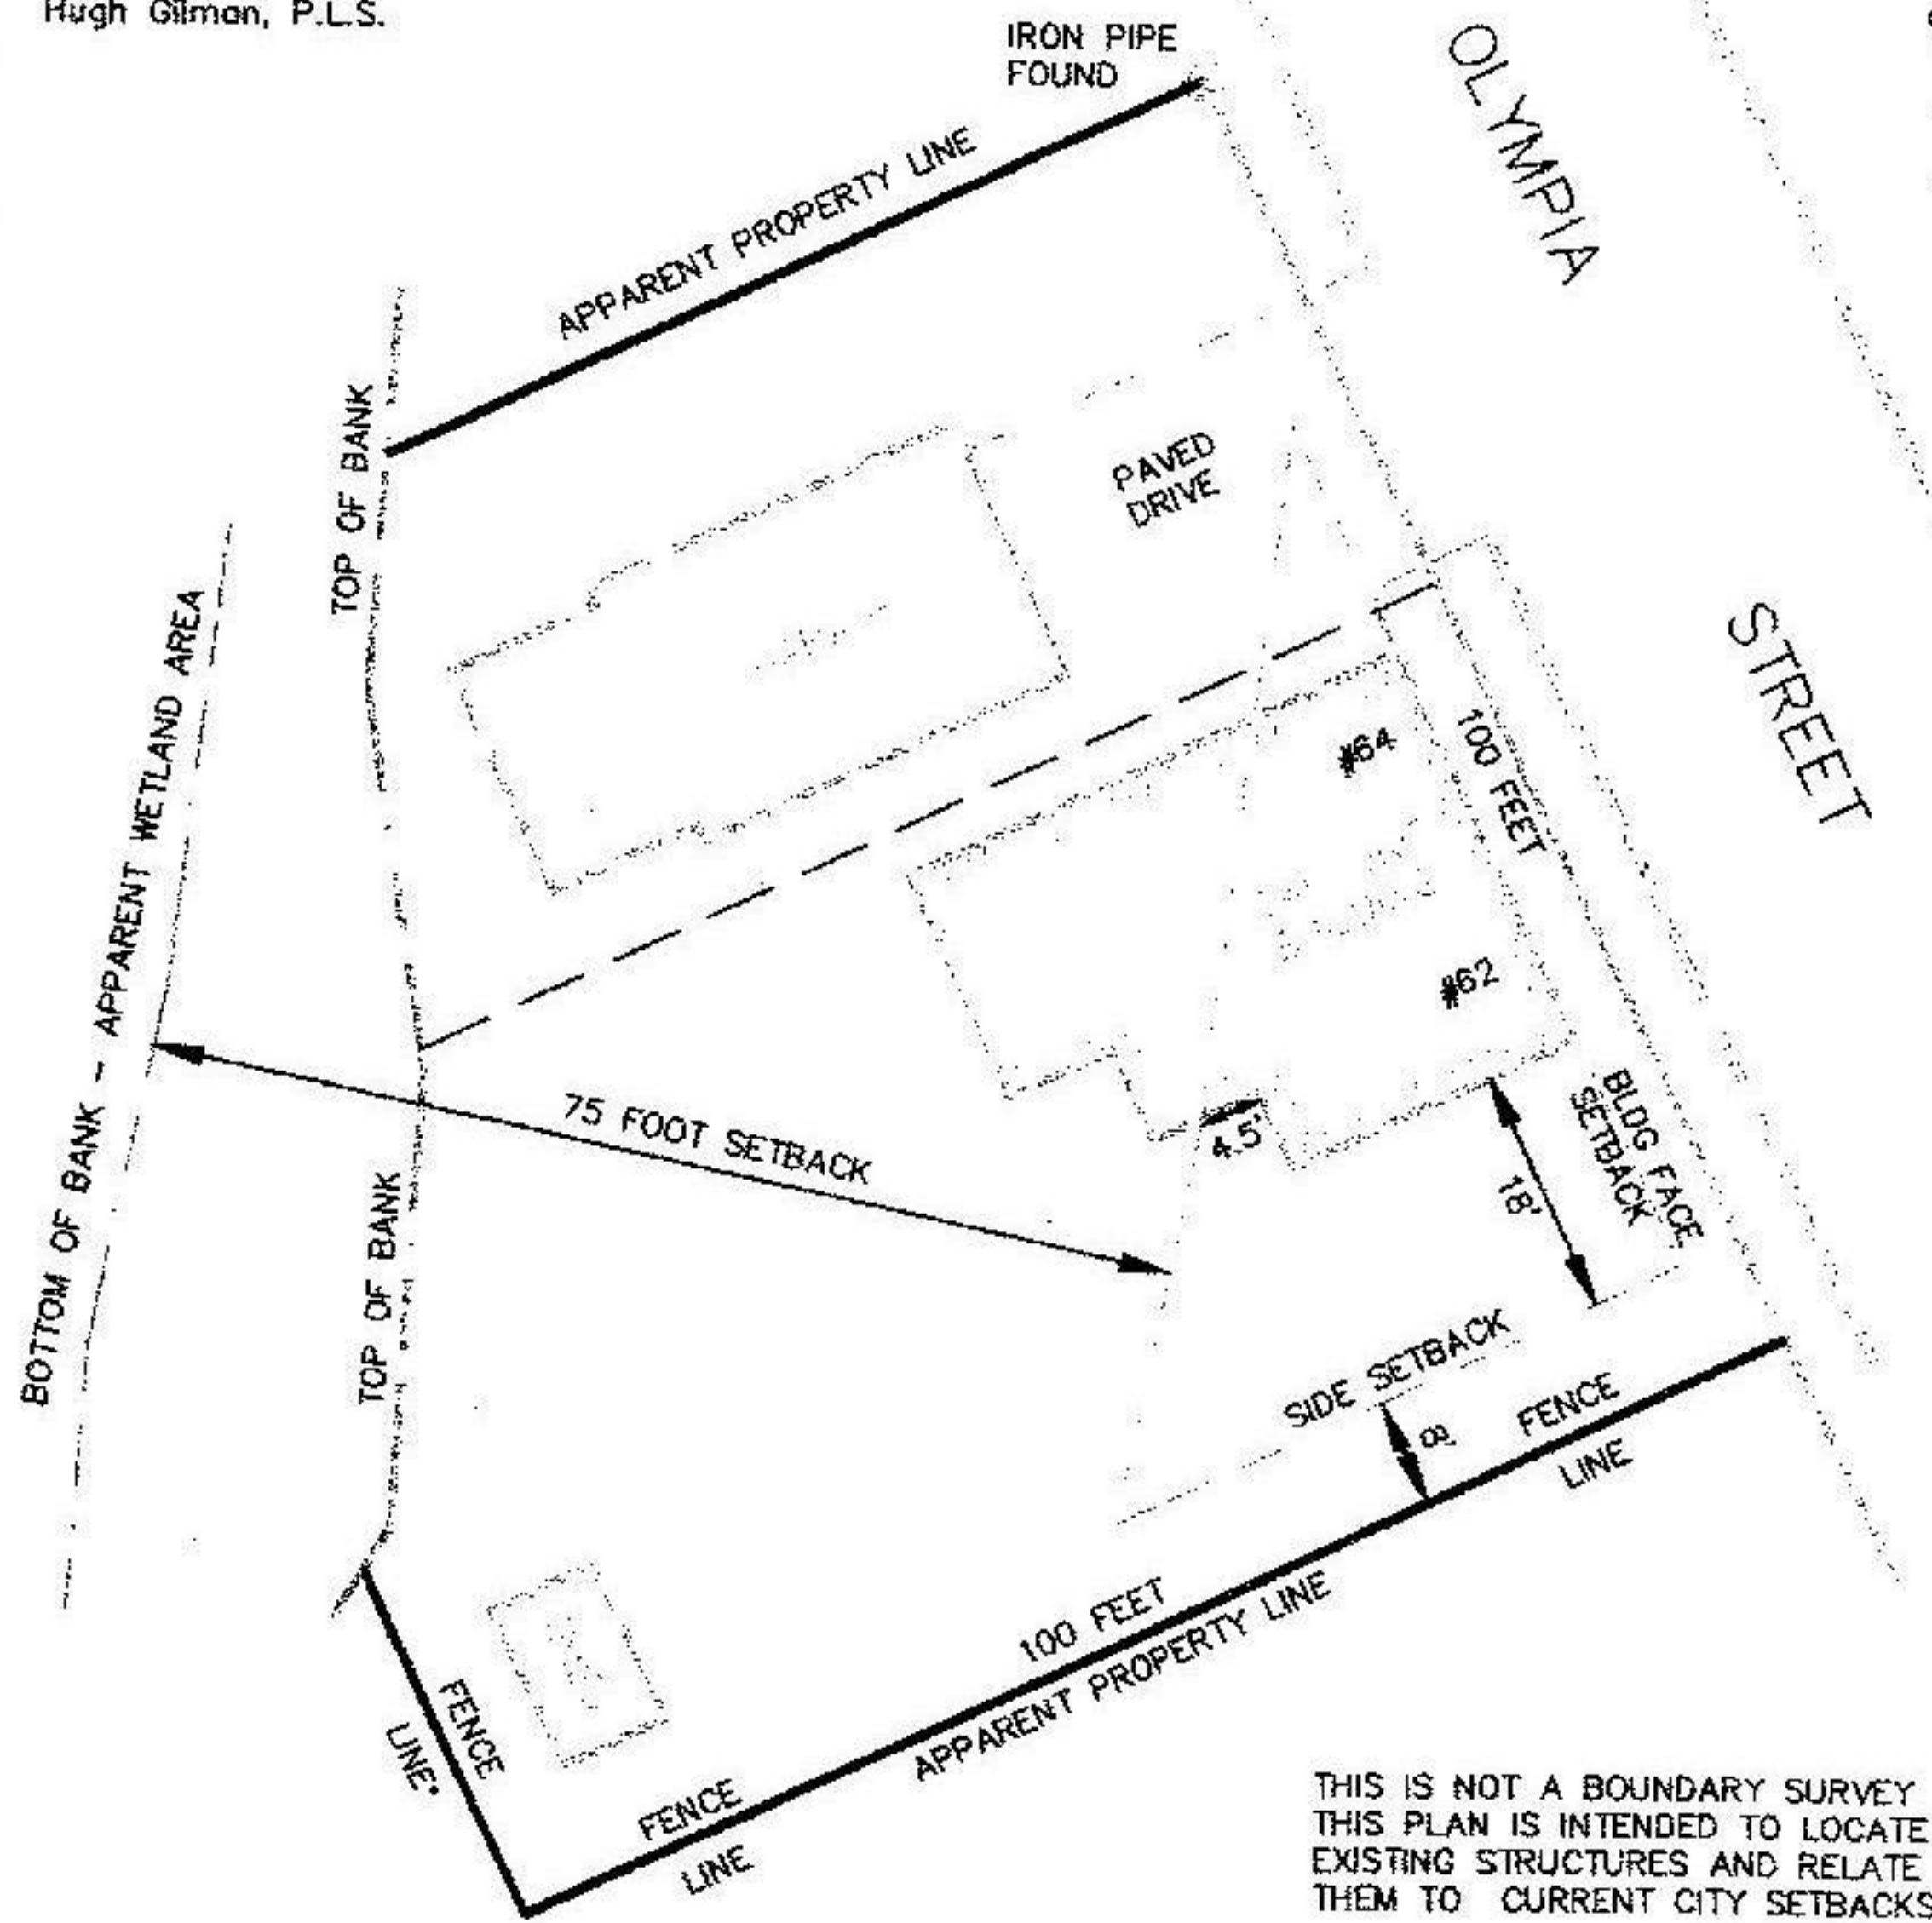 Hugh Gilman, P.L.S.
IRON PIPE
FOUND
OLYMPIA
STREET
APPARENT PROPERTY LINE
TOP OF BANK
PAVED
DRIVE
BOTTOM OF BANK - APPARENT WETLAND AREA
#64
100 FEET
#62
75 FOOT SETBACK
4.5
BLDG FACE
SETBACK
18'
TOP OF BANK
SIDE SETBACK
8'
FENCE
LINE
100 FEET
APPARENT PROPERTY LINE
FENCE
LINE
FENCE
LINE
THIS IS NOT A BOUNDARY SURVEY
THIS PLAN IS INTENDED TO LOCATE
EXISTING STRUCTURES AND RELATE
THEM TO CURRENT CITY SETBACKS